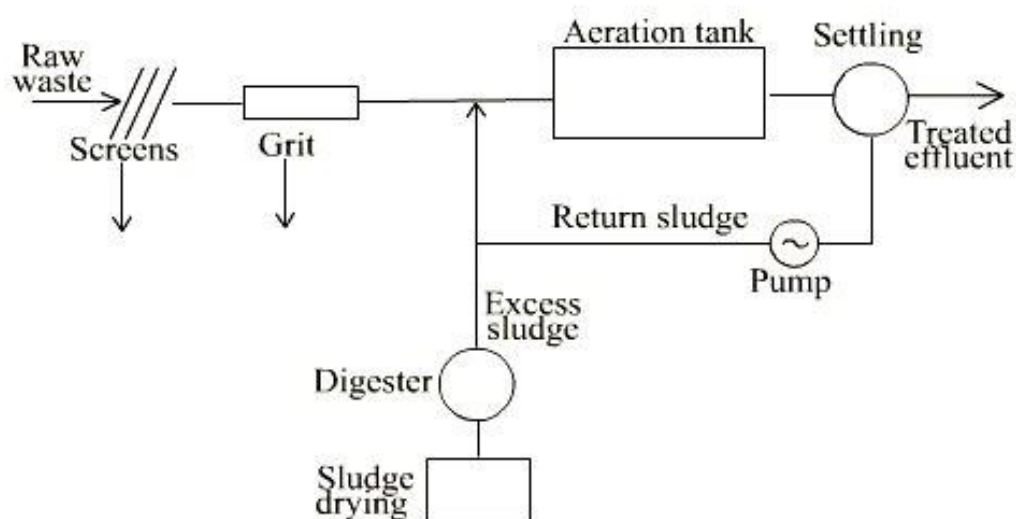 Raw
waste
Screens
Grit
Aeration tank
Settling
Treated
effluent
Return sludge
Pump
Excess
sludge
Digester
Sludge
drying